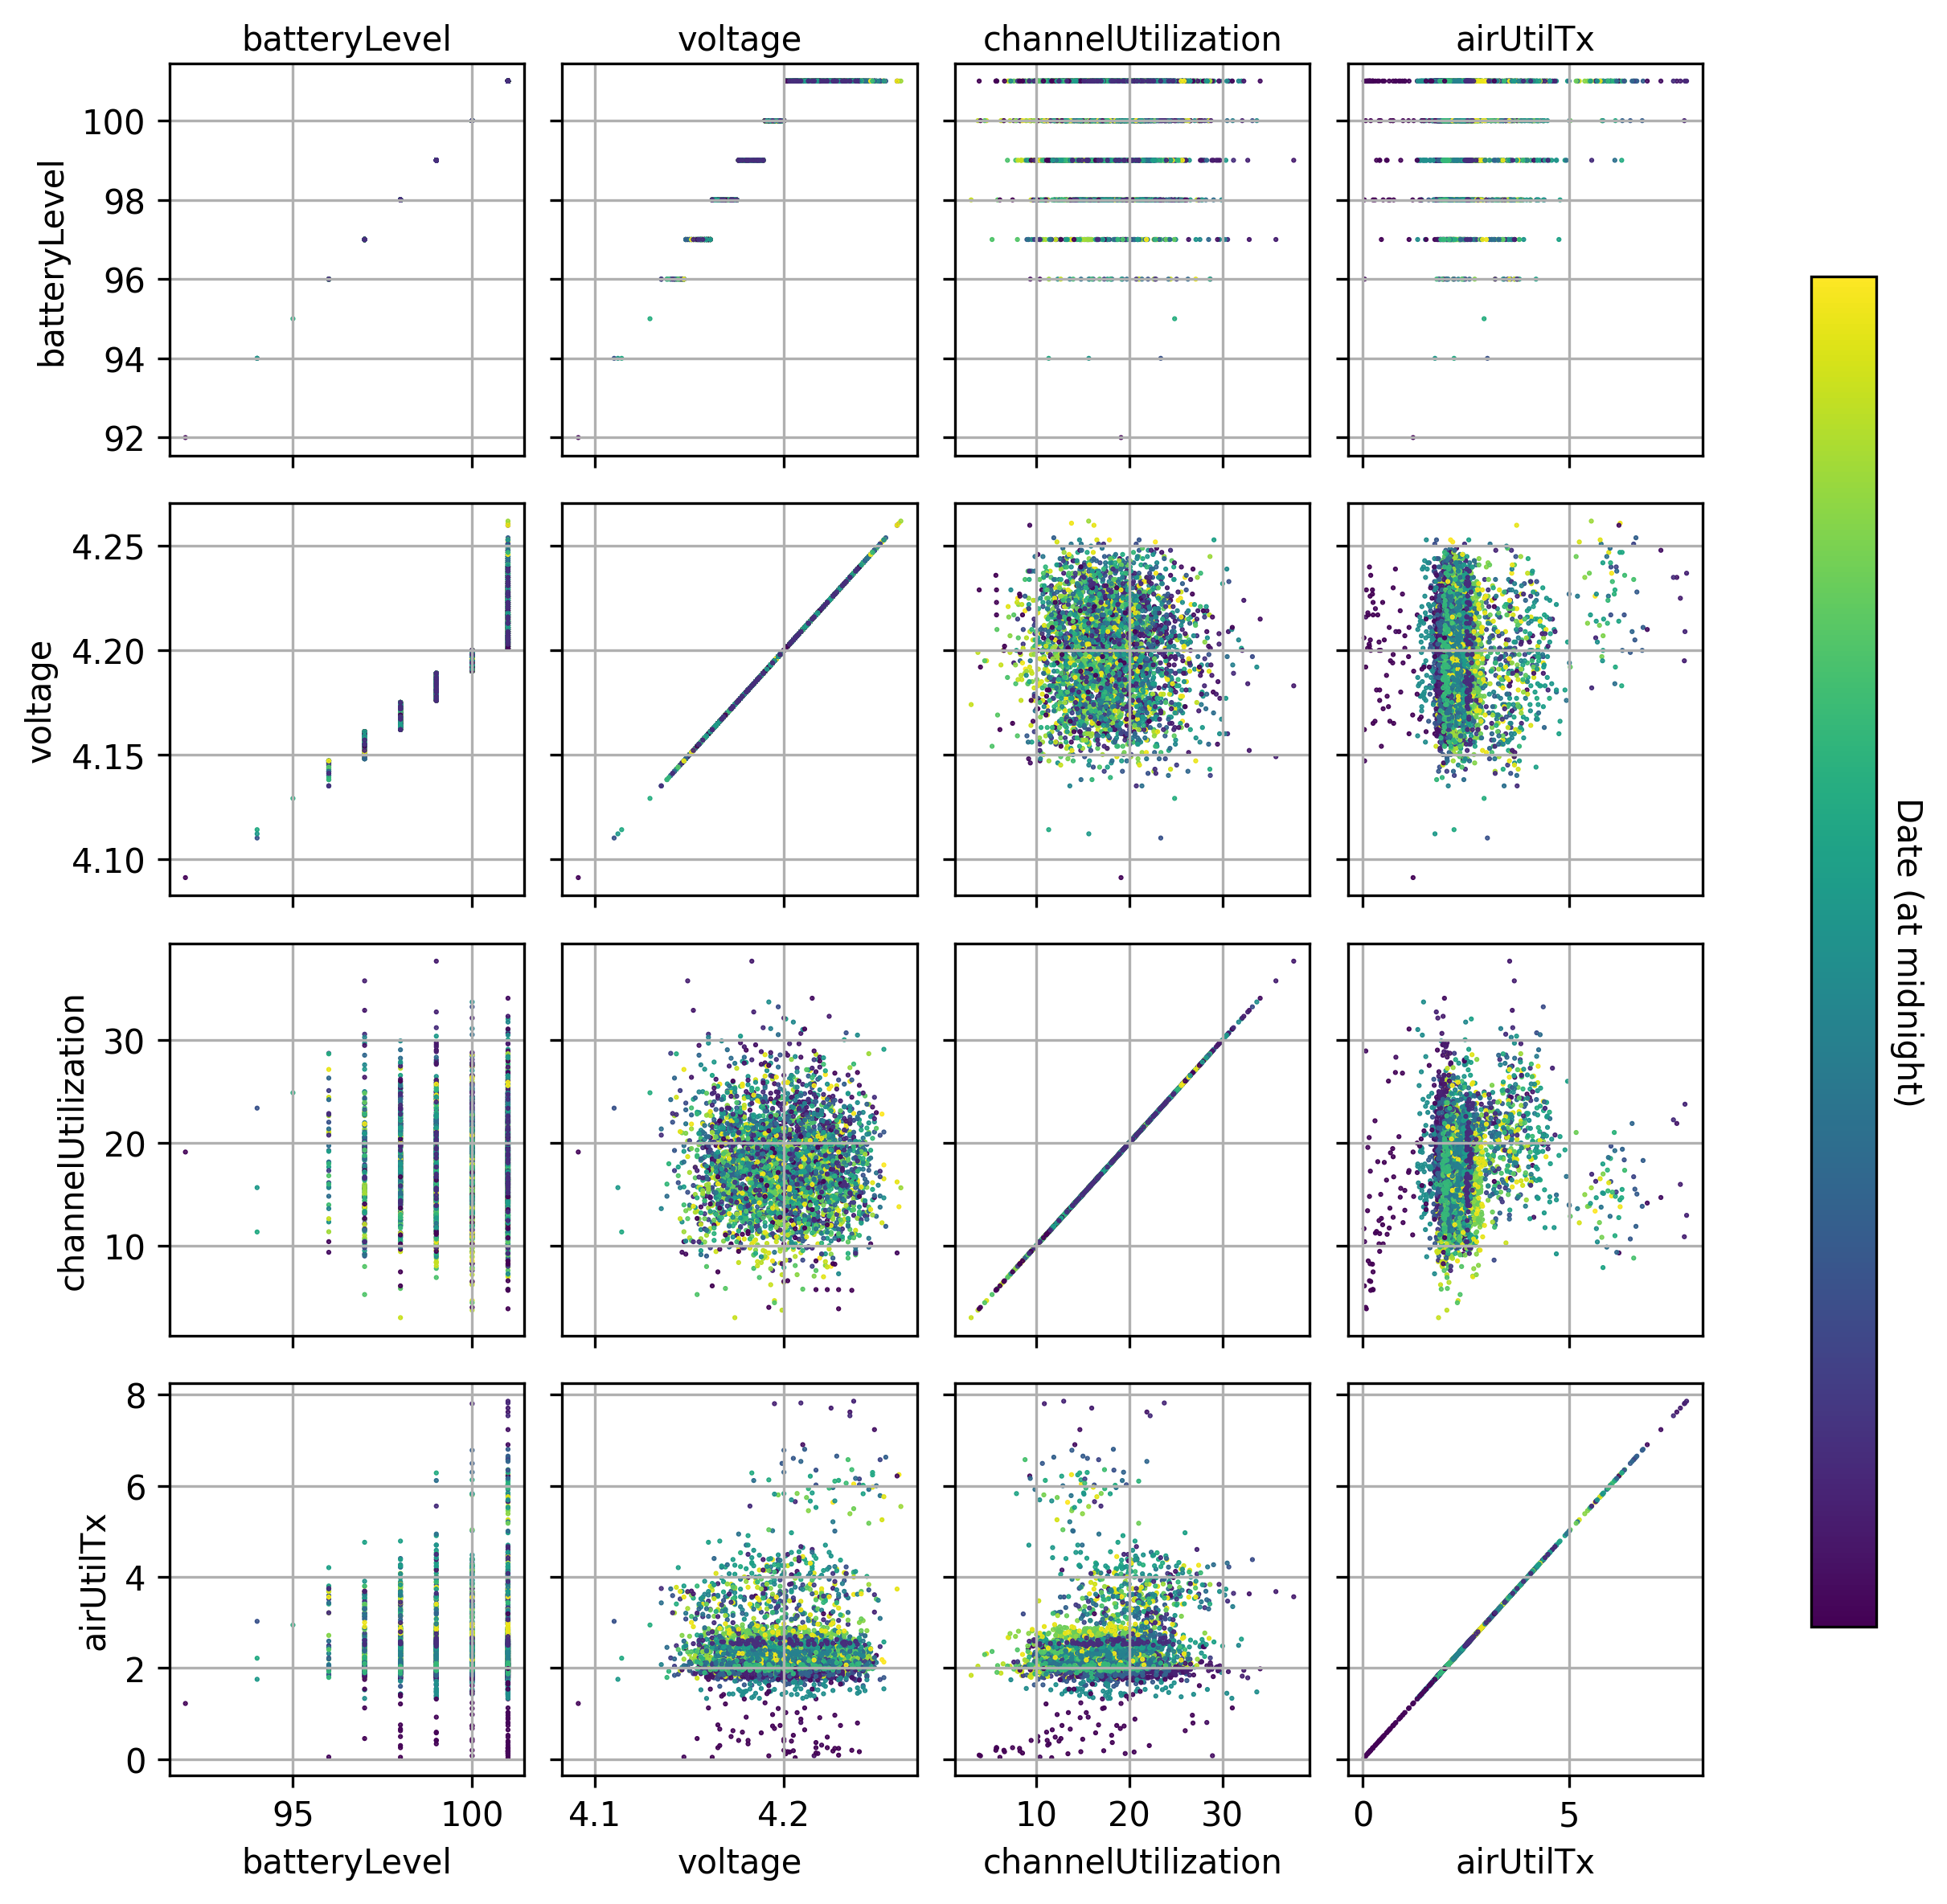 batteryLevel voltage channelUtilization airUtilTx
batteryLevel
100
98
96
94
92
voltage
4.25
4.20
4.15
4.10
channelUtilization
30
20
10
airUtilTx
8
6
4
2
0
95 100 4.1 4.2 10 20 30 0 5
batteryLevel voltage channelUtilization airUtilTx
Date (at midnight)